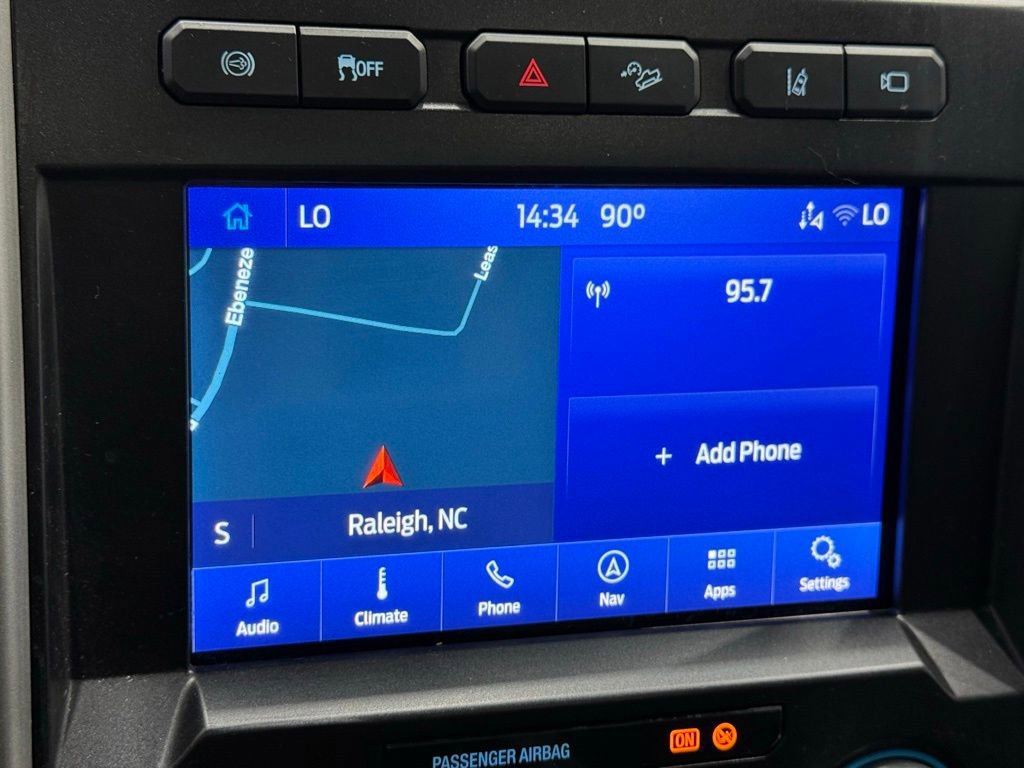 OFF
LO 14:34 90° LO
Ebeneze
Leas
95.7
+ Add Phone
S Raleigh, NC
Audio Climate Phone Nav Apps Settings
PASSENGER AIRBAG ON